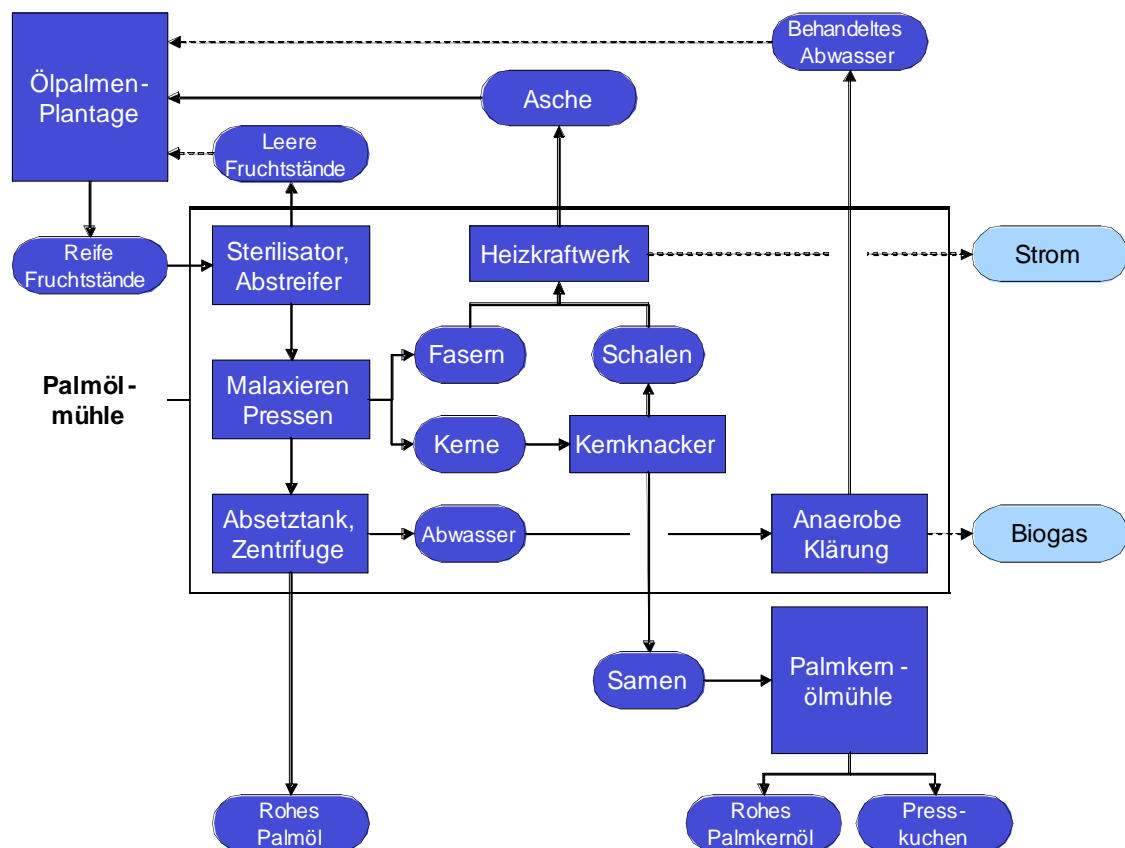 Behandeltes
Abwasser
Ölpalmen-
Plantage
Asche
Leere
Fruchtstände
Reife
Fruchtstände
Sterilisator,
Abstreifer
Heizkraftwerk
Strom
Fasern
Schalen
Palmöl-
mühle
Malaxieren
Pressen
Kerne
Kernknacker
Absetztank,
Zentrifuge
Abwasser
Anaerobe
Klärung
Biogas
Samen
Palmkern-
ölmühle
Rohes
Palmöl
Rohes
Palmkernöl
Press-
kuchen